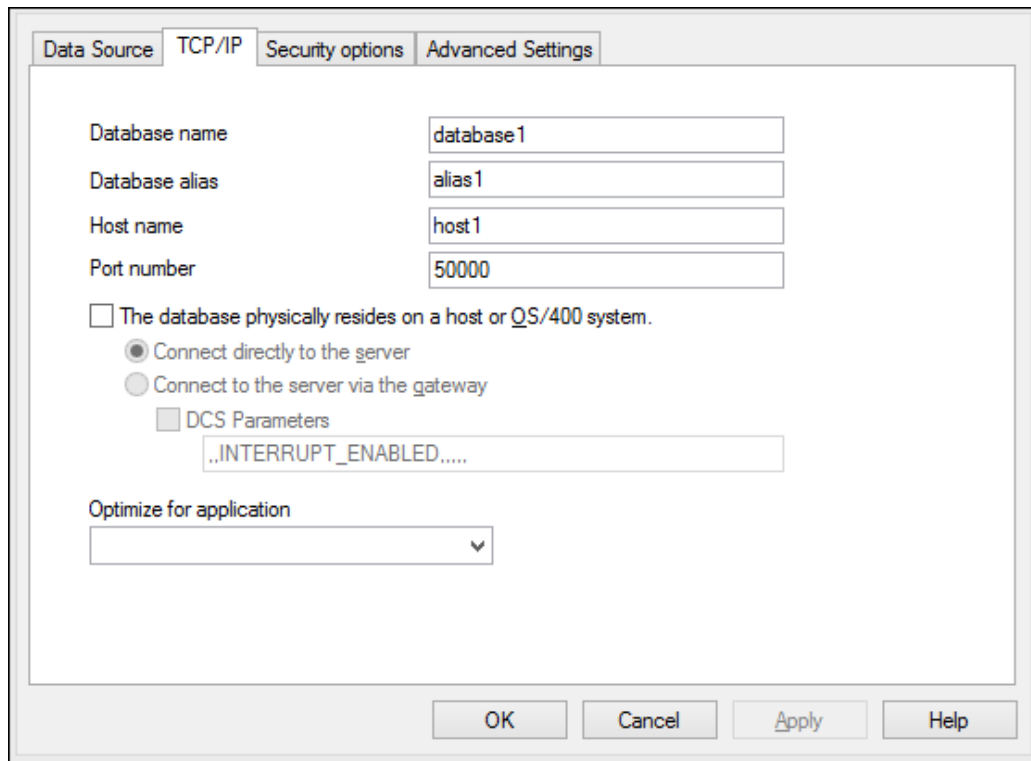 Data Source TCP/IP Security options Advanced Settings
Database name database1
Database alias alias1
Host name host1
Port number 50000
The database physically resides on a host or OS/400 system.
Connect directly to the server
Connect to the server via the gateway
DCS Parameters
,,INTERRUPT_ENABLED,,,,,
Optimize for application
OK Cancel Apply Help